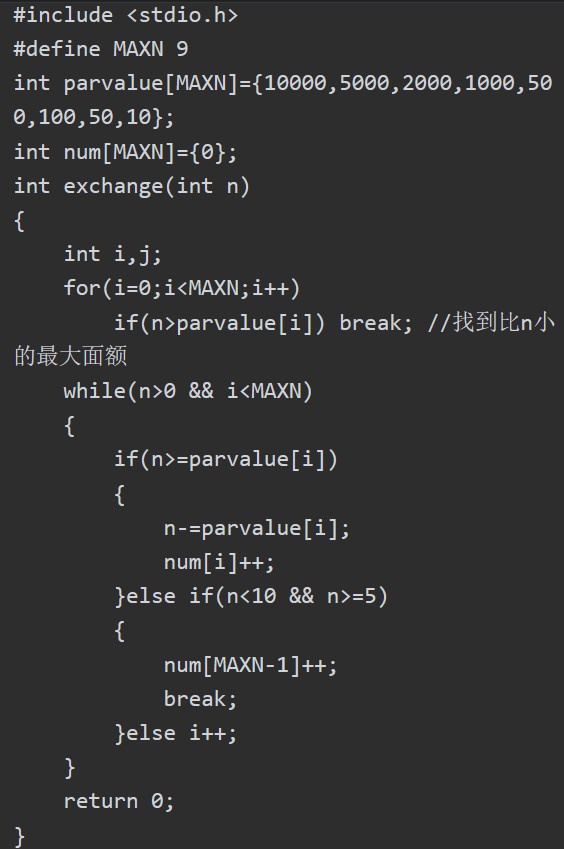 #include <stdio.h>
#define MAXN 9
int parvalue[MAXN]={10000,5000,2000,1000,50
0,100,50,10};
int num[MAXN]={0};
int exchange(int n)
{
    int i,j;
    for(i=0;i<MAXN;i++)
        if(n>parvalue[i]) break; //找到比n小
的最大面额
    while(n>0 && i<MAXN)
    {
        if(n>=parvalue[i])
        {
            n-=parvalue[i];
            num[i]++;
        }else if(n<10 && n>=5)
        {
            num[MAXN-1]++;
            break;
        }else i++;
    }
    return 0;
}